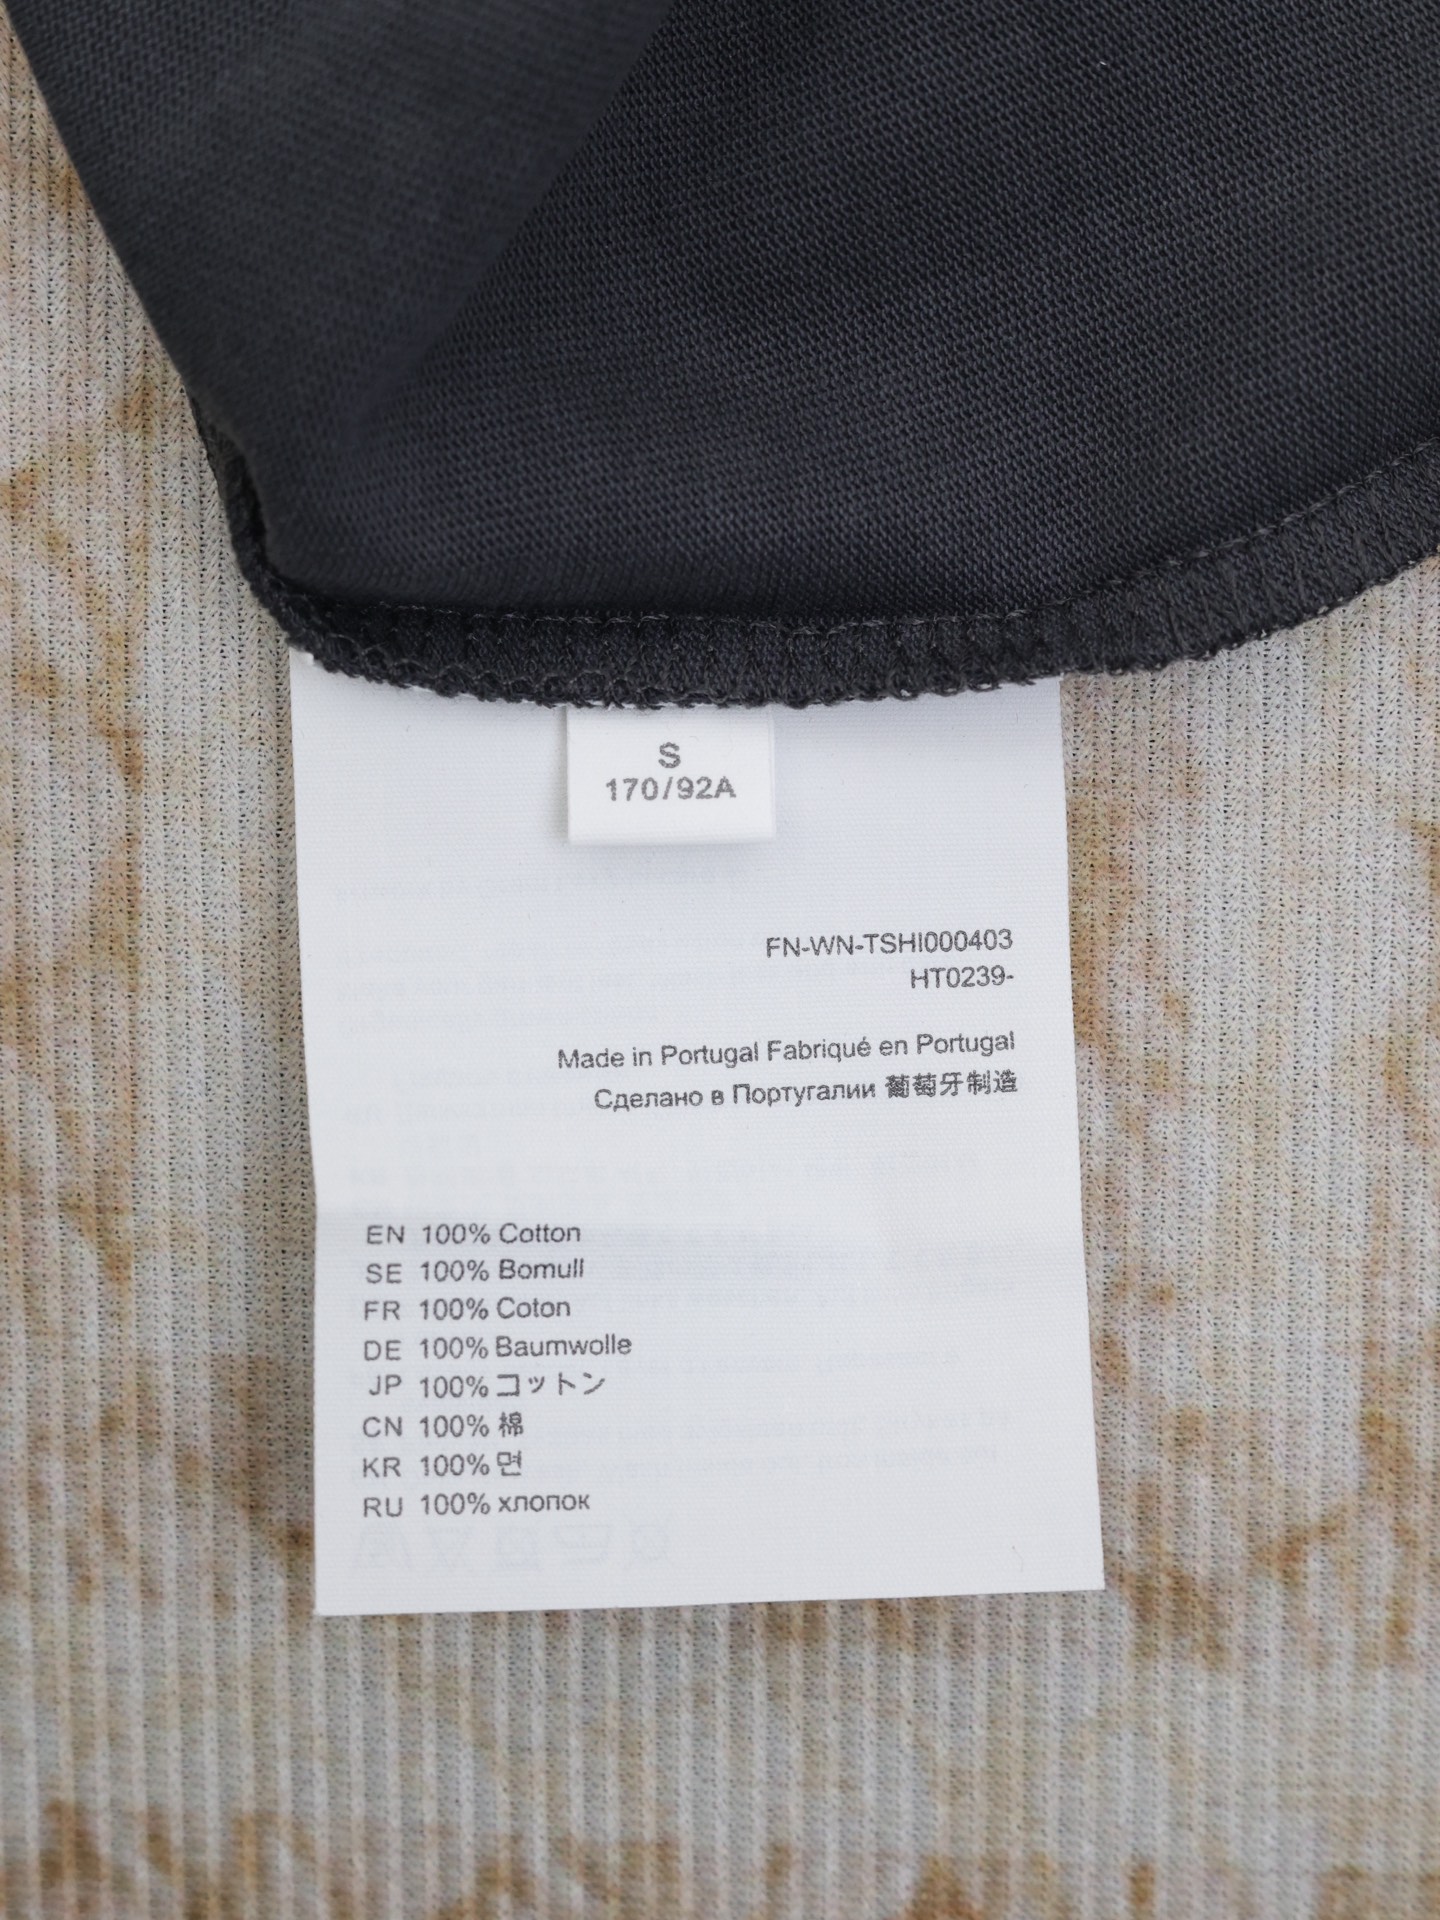 S
170/92A
FN-WN-TSHI000403
HT0239-
Made in Portugal Fabriqué en Portugal
Сделано в Португалии 葡萄牙制造
EN 100% Cotton
SE 100% Bomull
FR 100% Coton
DE 100% Baumwolle
JP 100% コットン
CN 100% 棉
KR 100% 면
RU 100% хлопок